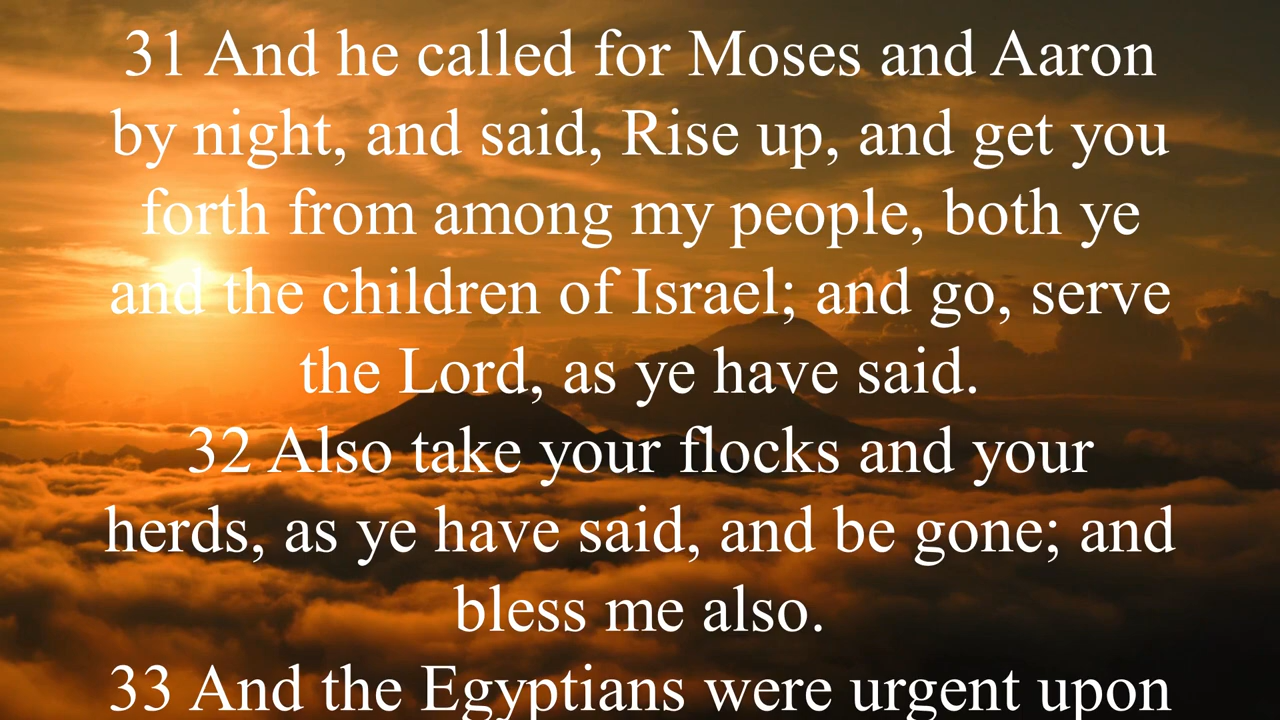 31 And he called for Moses and Aaron
by night, and said, Rise up, and get you
forth from among my people, both ye
and the children of Israel; and go, serve
the Lord, as ye have said.
32 Also take your flocks and your
herds, as ye have said, and be gone; and
bless me also.
33 And the Egyptians were urgent upon